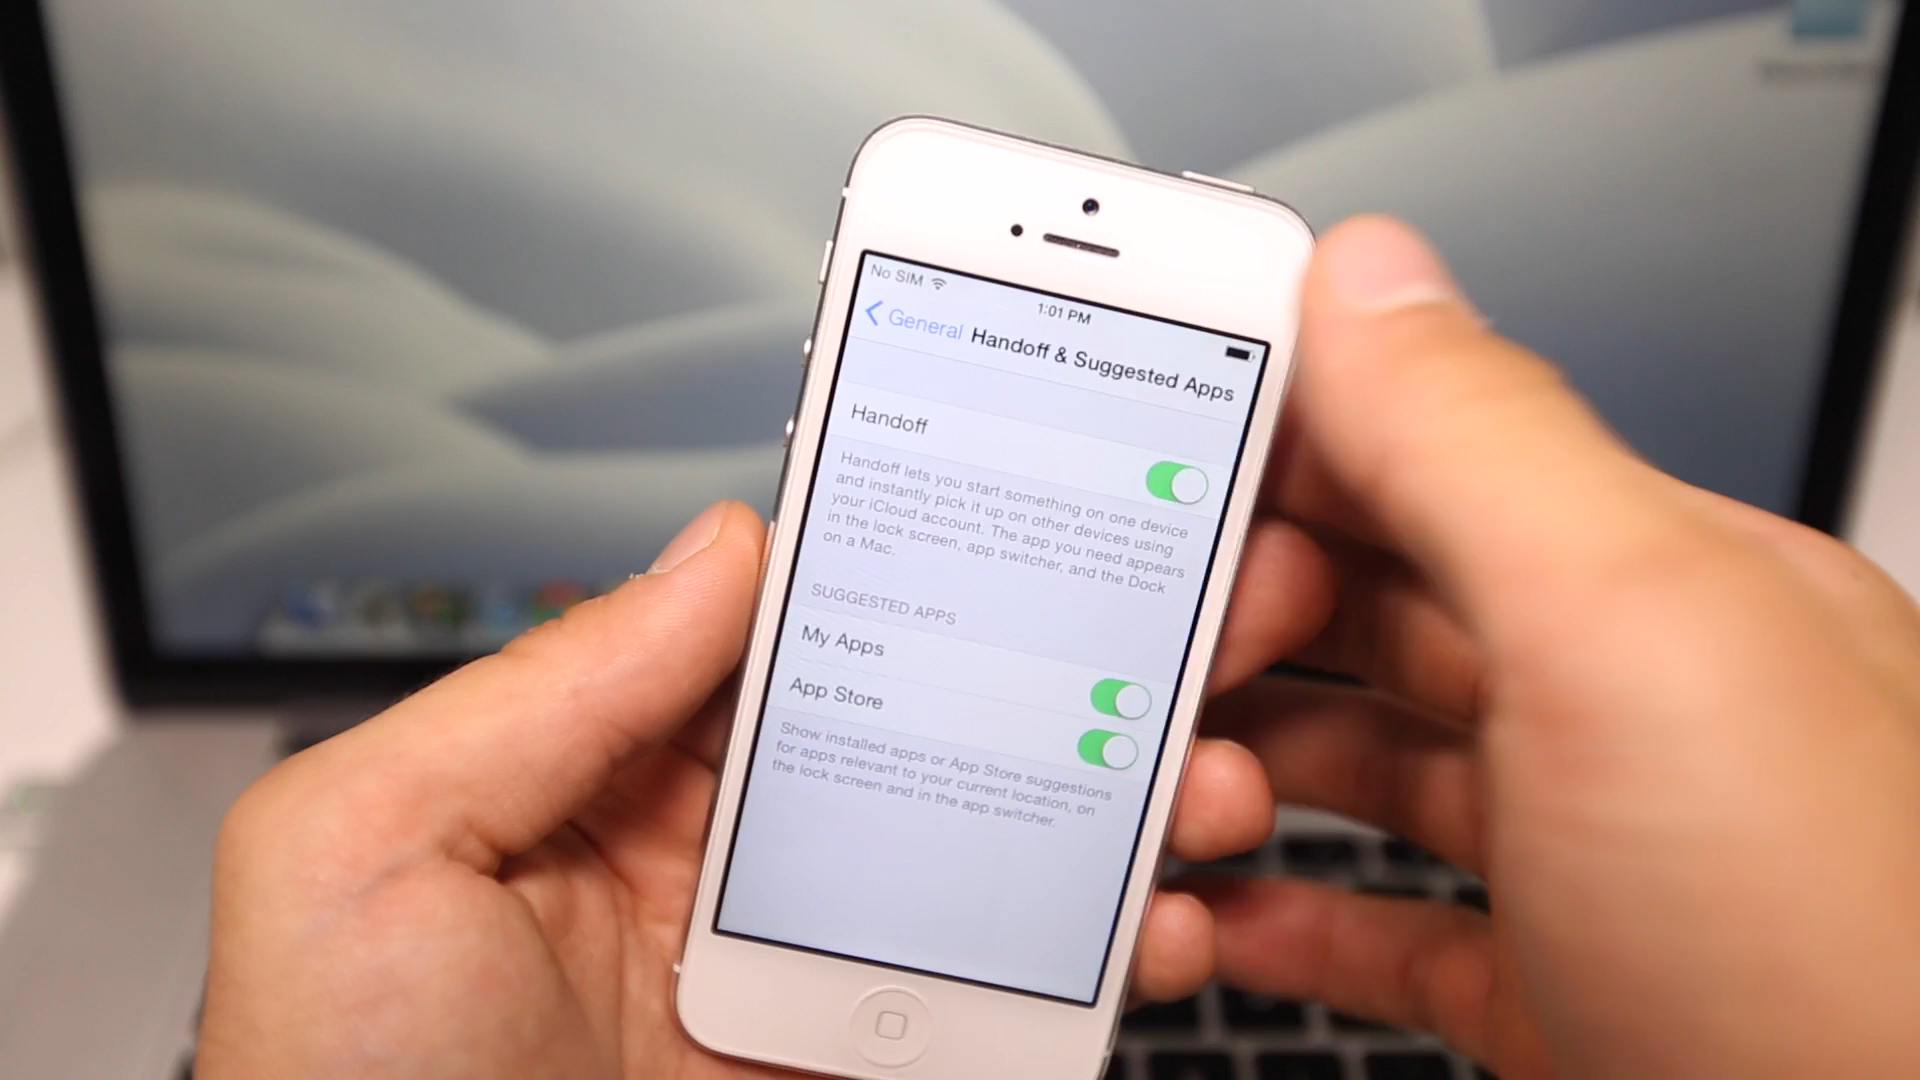 No SIM
1:01 PM
General Handoff & Suggested Apps
Handoff
Handoff lets you start something on one device
and instantly pick it up on other devices using
your iCloud account. The app you need appears
in the lock screen, app switcher, and the Dock
on a Mac.
SUGGESTED APPS
My Apps
App Store
Show installed apps or App Store suggestions
for apps relevant to your current location, on
the lock screen and in the app switcher.